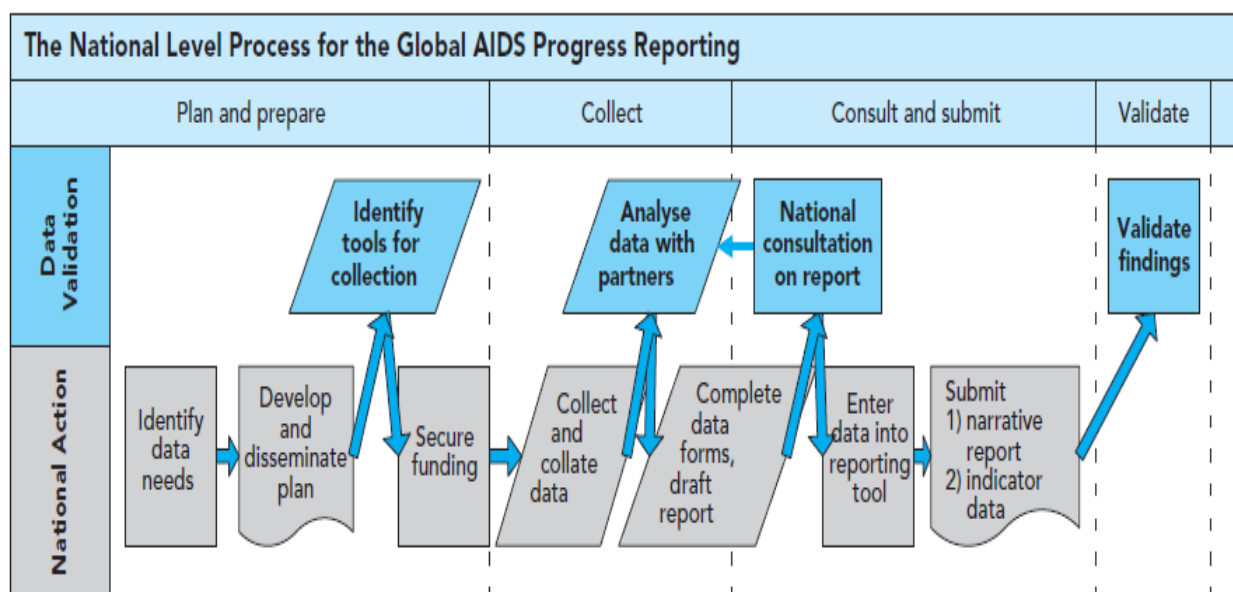 The National Level Process for the Global AIDS Progress Reporting
Plan and prepare
Collect
Consult and submit
Validate
Data
Validation
Identify
tools for
collection
Analyse
data with
partners
National
consultation
on report
Validate
findings
National Action
Identify
data
needs
Develop
and
disseminate
plan
Secure
funding
Collect
and
collate
data
Complete
data
forms,
draft
report
Enter
data into
reporting
tool
Submit
1) narrative
report
2) indicator
data